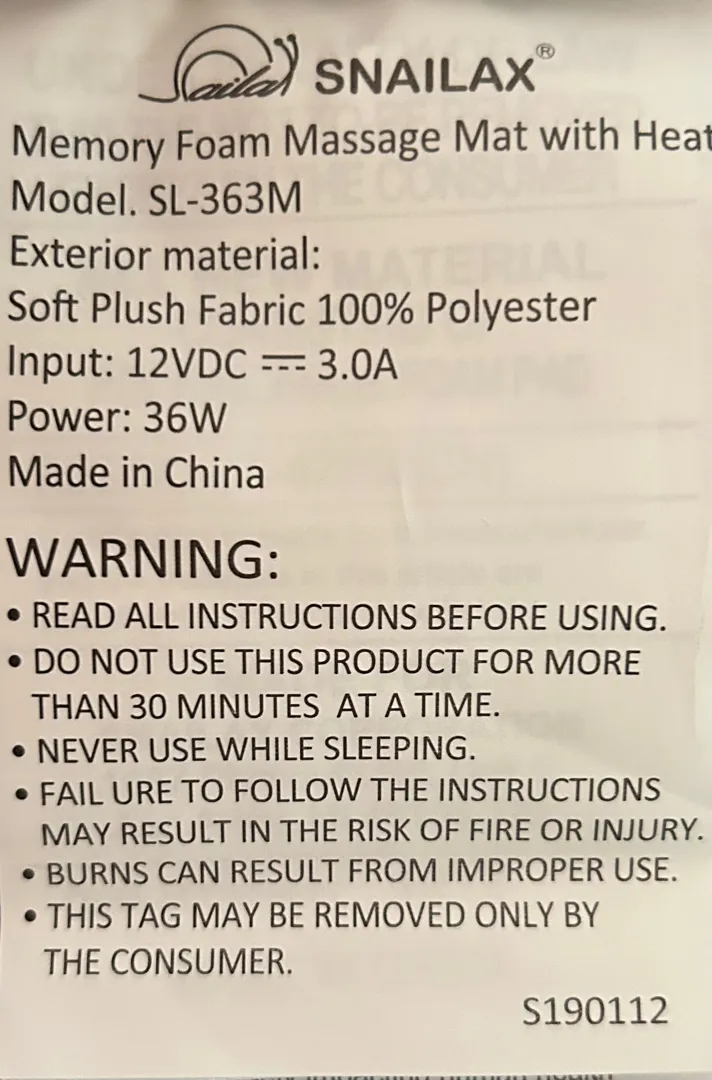 Snailax SNAILAX®
Memory Foam Massage Mat with Heat
Model. SL-363M
Exterior material:
Soft Plush Fabric 100% Polyester
Input: 12VDC ⎓ 3.0A
Power: 36W
Made in China
WARNING:
• READ ALL INSTRUCTIONS BEFORE USING.
• DO NOT USE THIS PRODUCT FOR MORE
THAN 30 MINUTES AT A TIME.
• NEVER USE WHILE SLEEPING.
• FAIL URE TO FOLLOW THE INSTRUCTIONS
MAY RESULT IN THE RISK OF FIRE OR INJURY.
• BURNS CAN RESULT FROM IMPROPER USE.
• THIS TAG MAY BE REMOVED ONLY BY
THE CONSUMER.
S190112